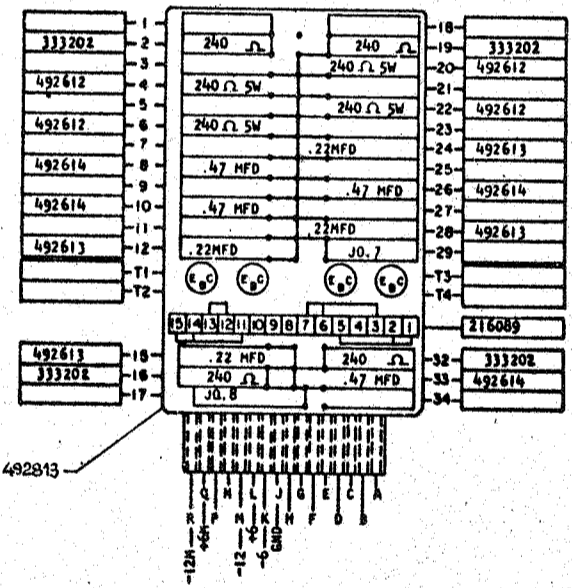 1 18
333202 2 240 Ω 240 Ω 19 333202
3 240 Ω 5W 20 492612
492612 4 240 Ω 5W 21
5 240 Ω 5W 22 492612
492612 6 240 Ω 5W 23
7 .22MFD 24 492613
492614 8 .47 MFD 25
9 .47 MFD 26 492614
492614 10 .47 MFD 27
11 .22MFD 28 492613
492613 12 .22MFD JO.7 29
T1 E B C E B C E B C E B C T3
T2 T4
15 14 13 12 11 10 9 8 7 6 5 4 3 2 1 216089
492613 15 .22 MFD 240 Ω 32 333202
333202 16 240 Ω .47 MFD 33 492614
17 JO.8 34
492813
N L J G E C A
R P M K H F D B
-12M +6M -12 +6 -6 GND